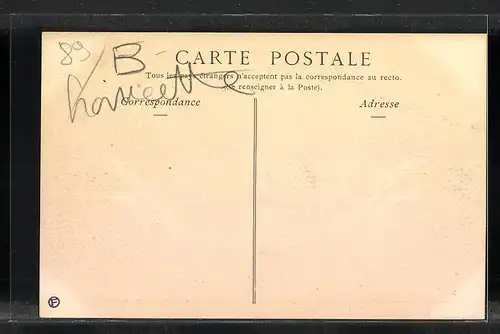 89 B
CARTE POSTALE
Tous les pays étrangers n'acceptent pas la correspondance au recto.
(Se renseigner à la Poste).
Correspondance
Adresse
F